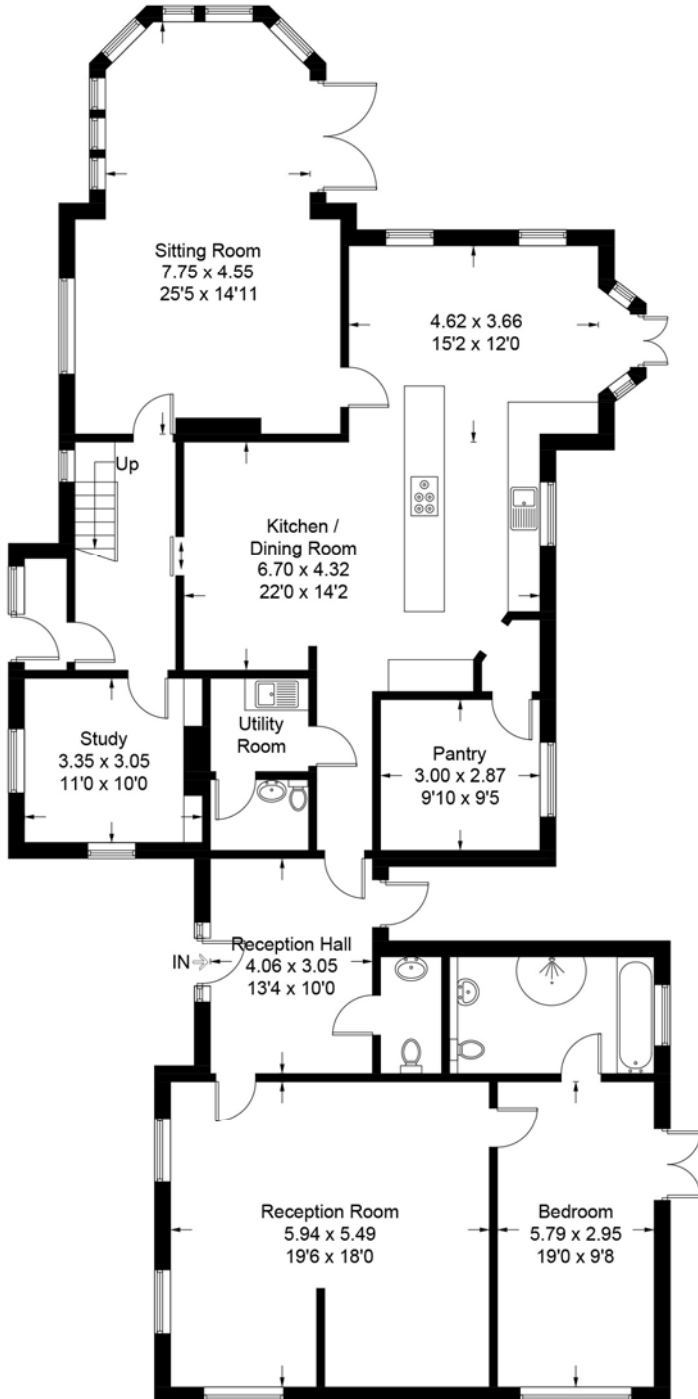 Sitting Room
7.75 x 4.55
25'5 x 14'11
4.62 x 3.66
15'2 x 12'0
Up
Kitchen /
Dining Room
6.70 x 4.32
22'0 x 14'2
Study
3.35 x 3.05
11'0 x 10'0
Utility
Room
Pantry
3.00 x 2.87
9'10 x 9'5
IN
Reception Hall
4.06 x 3.05
13'4 x 10'0
Reception Room
5.94 x 5.49
19'6 x 18'0
Bedroom
5.79 x 2.95
19'0 x 9'8